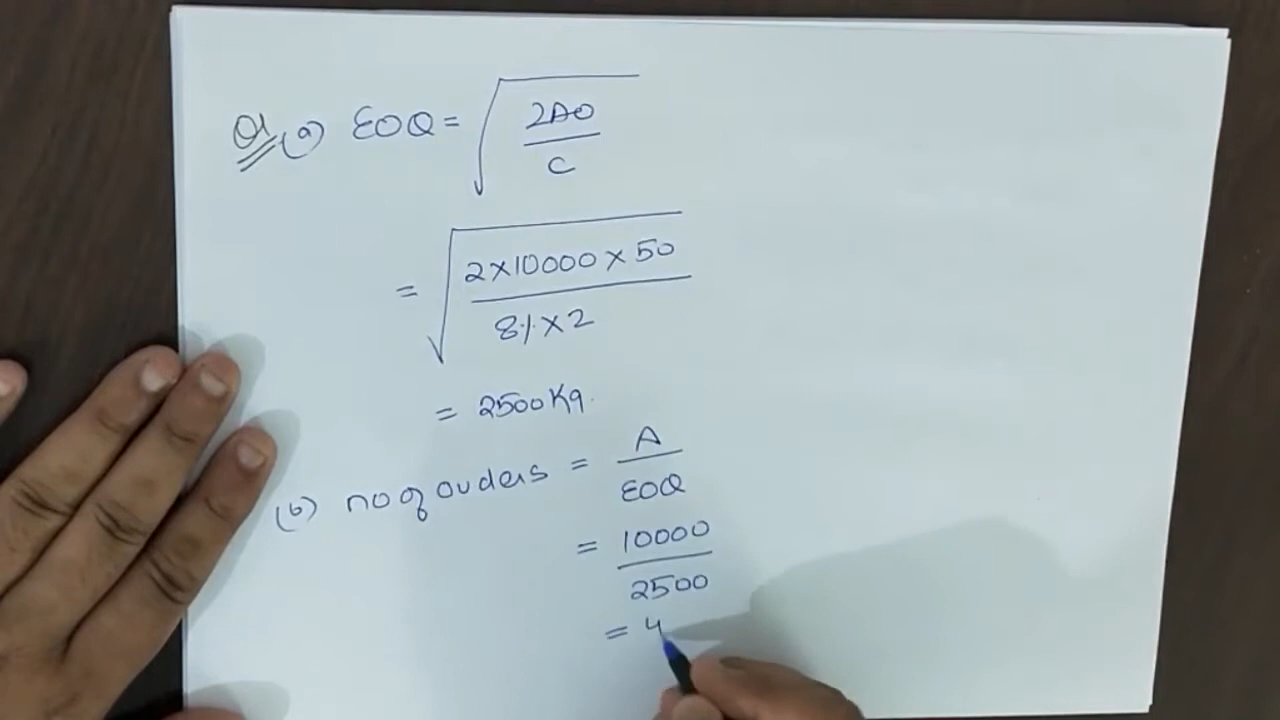 Q1 (a) EOQ = √ 2AO / C
= √ 2×10000×50 / 8%×2
= 2500 Kg.
(b) no of orders = A / EOQ
= 10000 / 2500
= 4